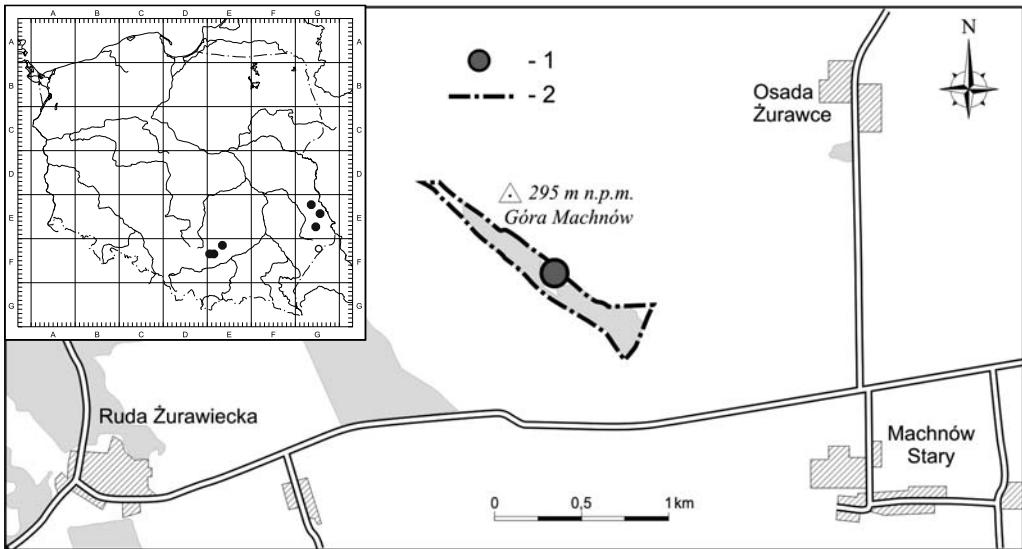 A B C D E F G
A A
B B
C C
D D
E E
F F
G G
A B C D E F G
- 1
- 2
N
Osada
Żurawce
295 m n.p.m.
Góra Machnów
Ruda Żurawiecka
Machnów
Stary
0 0,5 1 km